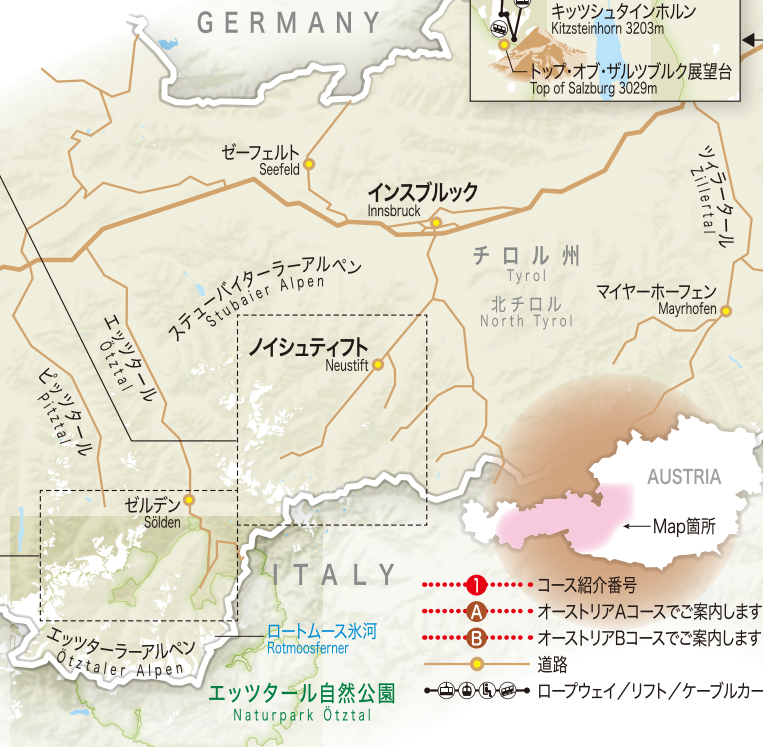 GERMANY
キッツシュタインホルン
Kitzsteinhorn 3203m
トップ・オブ・ザルツブルク展望台
Top of Salzburg 3029m
ゼーフェルト
Seefeld
インスブルック
Innsbruck
ツィラータール
Zillertal
チロル州
Tyrol
北チロル
North Tyrol
マイヤーホーフェン
Mayrhofen
ステューバイターラーアルペン
Stubaier Alpen
エッツタール
Ötztal
ノイシュティフト
Neustift
ピッツタール
Pitztal
ゼルデン
Sölden
AUSTRIA
Map箇所
ITALY
1 コース紹介番号
A オーストリアAコースでご案内します
B オーストリアBコースでご案内します
道路
ロープウェイ／リフト／ケーブルカー
ロートムース氷河
Rotmoosferner
エッツターラーアルペン
Ötztaler Alpen
エッツタール自然公園
Naturpark Ötztal